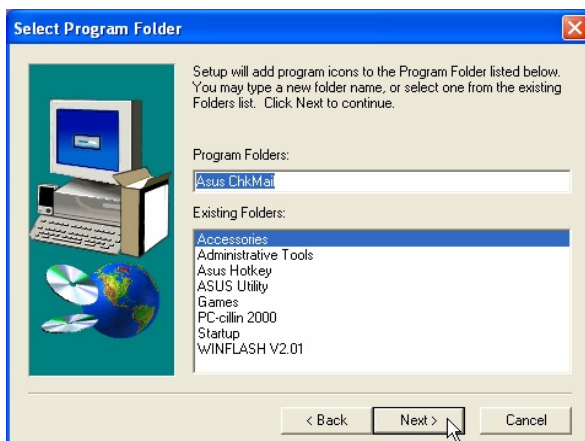 Select Program Folder
Setup will add program icons to the Program Folder listed below.
You may type a new folder name, or select one from the existing
Folders list. Click Next to continue.
Program Folders:
Asus ChkMail
Existing Folders:
Accessories
Administrative Tools
Asus Hotkey
ASUS Utility
Games
PC-cillin 2000
Startup
WINFLASH V2.01
< Back
Next >
Cancel